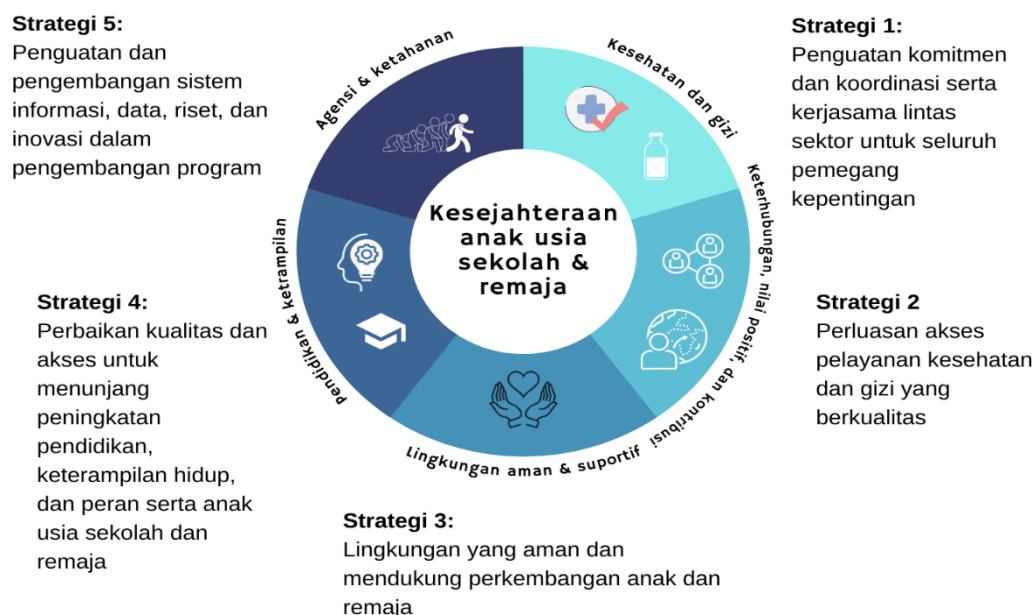 Strategi 5:
Penguatan dan
pengembangan sistem
informasi, data, riset, dan
inovasi dalam
pengembangan program
Agensi & ketahanan
Kesehatan dan gizi
Strategi 1:
Penguatan komitmen
dan koordinasi serta
kerjasama lintas
sektor untuk seluruh
pemegang
kepentingan
Kesejahteraan
anak usia
sekolah &
remaja
Pendidikan & ketrampilan
Keterhubungan, nilai positif, dan kontribusi
Strategi 4:
Perbaikan kualitas dan
akses untuk
menunjang
peningkatan
pendidikan,
keterampilan hidup,
dan peran serta anak
usia sekolah dan
remaja
Strategi 2
Perluasan akses
pelayanan kesehatan
dan gizi yang
berkualitas
Lingkungan aman & suportif
Strategi 3:
Lingkungan yang aman dan
mendukung perkembangan anak dan
remaja